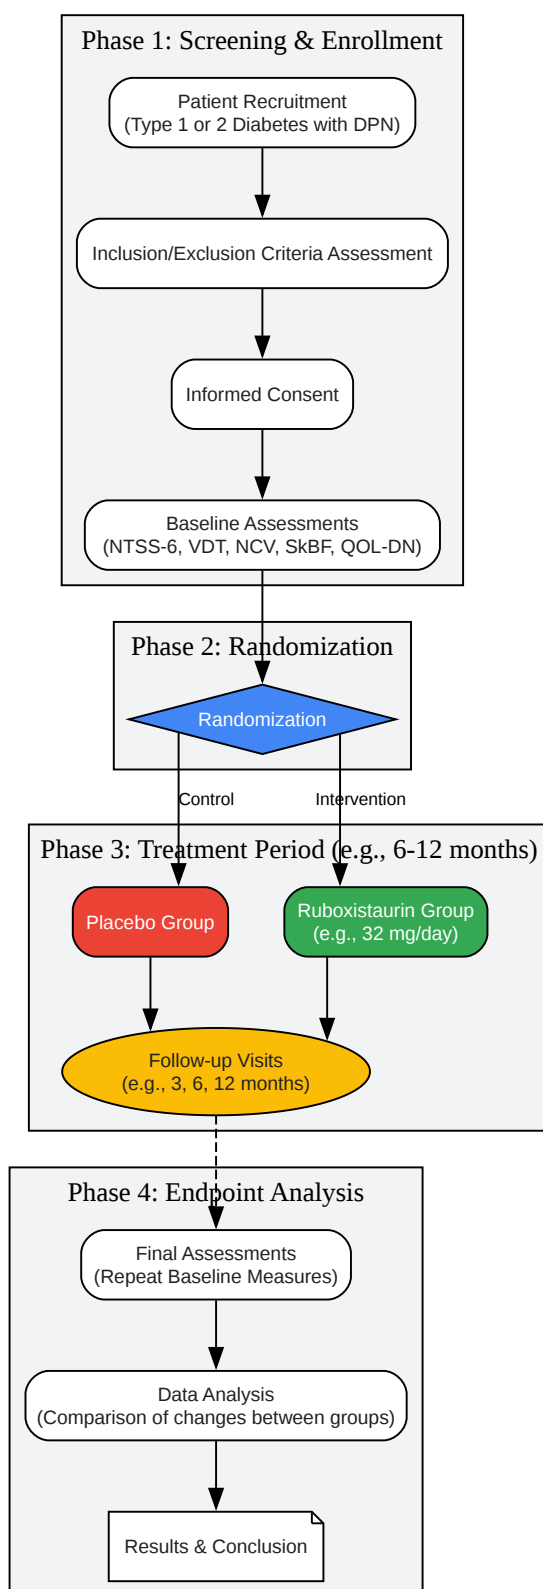 Phase 1: Screening & Enrollment
Patient Recruitment
(Type 1 or 2 Diabetes with DPN)
Inclusion/Exclusion Criteria Assessment
Informed Consent
Baseline Assessments
(NTSS-6, VDT, NCV, SkBF, QOL-DN)
Phase 2: Randomization
Randomization
Control
Intervention
Phase 3: Treatment Period (e.g., 6-12 months)
Placebo Group
Ruboxistaurin Group
(e.g., 32 mg/day)
Follow-up Visits
(e.g., 3, 6, 12 months)
Phase 4: Endpoint Analysis
Final Assessments
(Repeat Baseline Measures)
Data Analysis
(Comparison of changes between groups)
Results & Conclusion